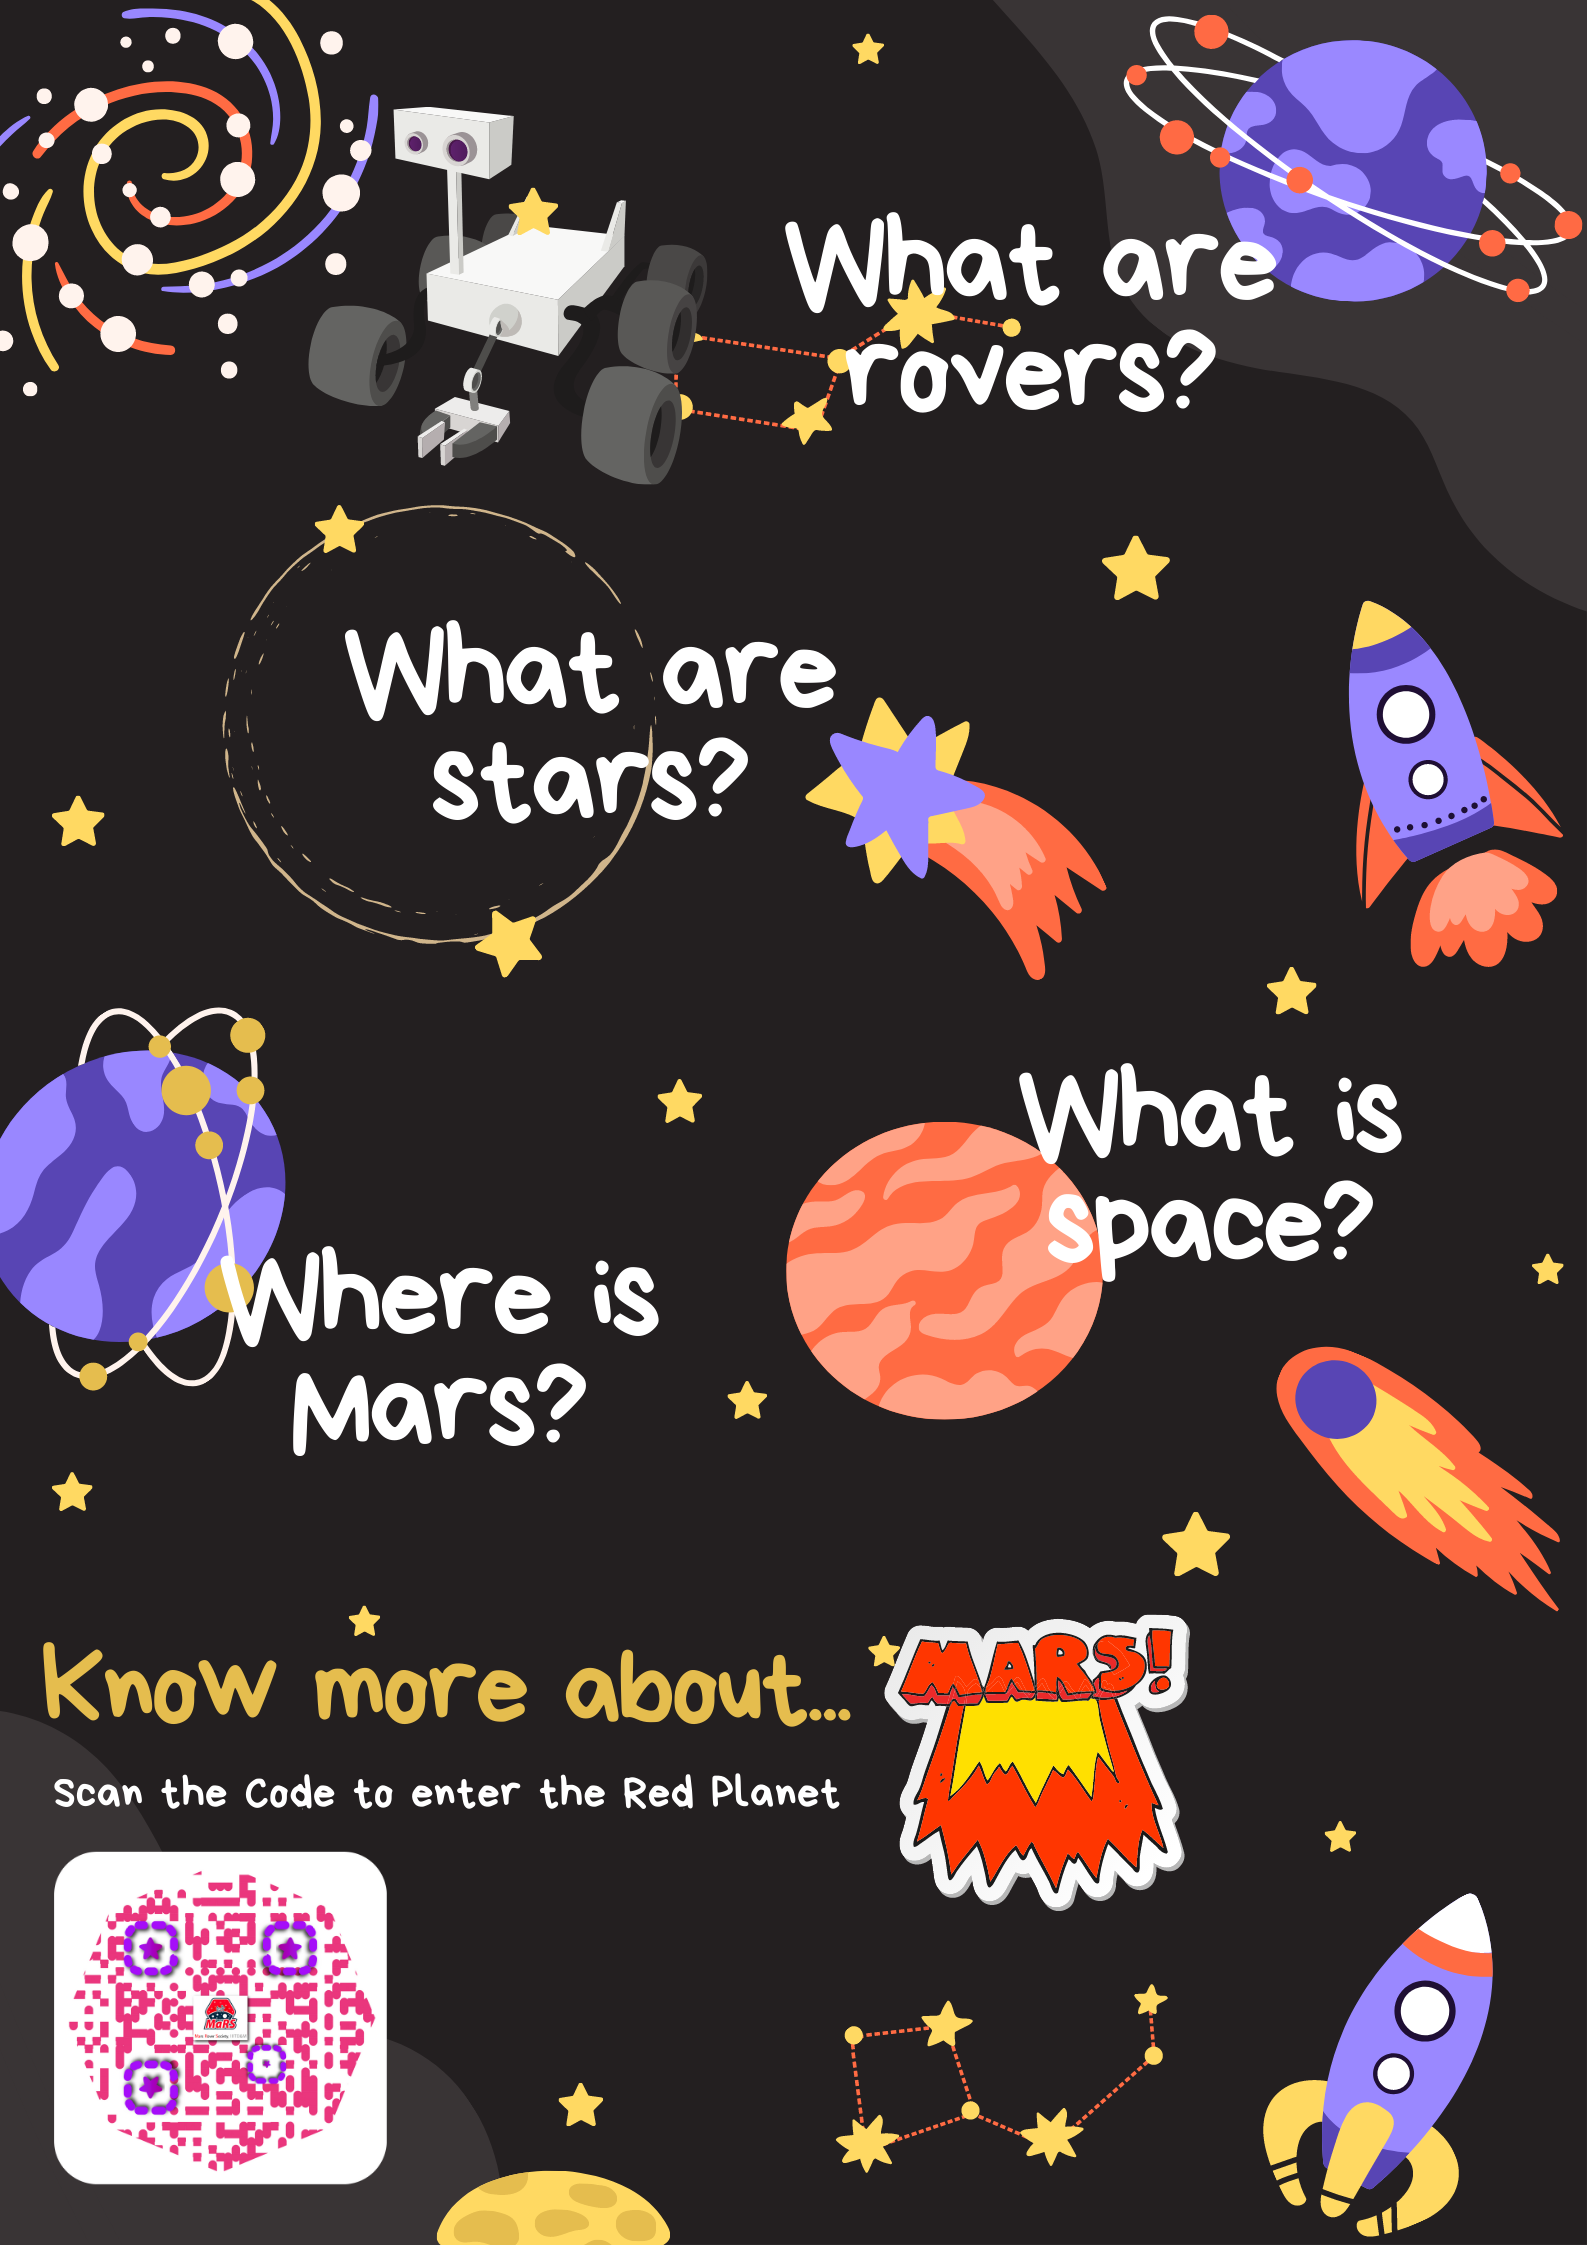 What are
rovers?
What are
stars?
What is
space?
Where is
Mars?
Know more about...
MARS!
Scan the Code to enter the Red Planet
MaRS